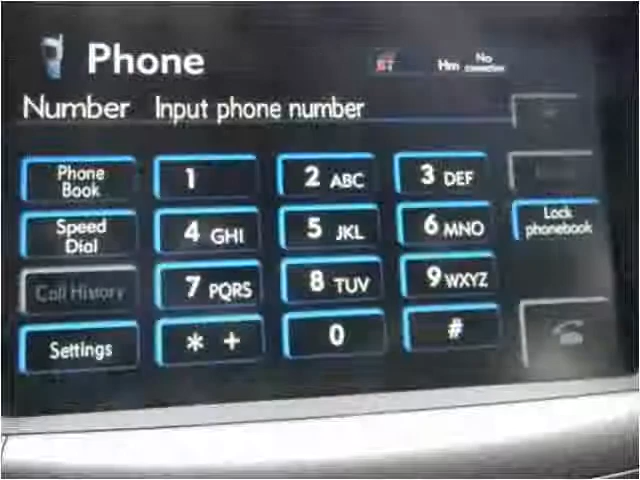 Phone
BT
Hm No connection
Number Input phone number
Phone Book
1
2 ABC
3 DEF
Speed Dial
4 GHI
5 JKL
6 MNO
Lock phonebook
Call History
7 PQRS
8 TUV
9 WXYZ
Settings
* +
0
#